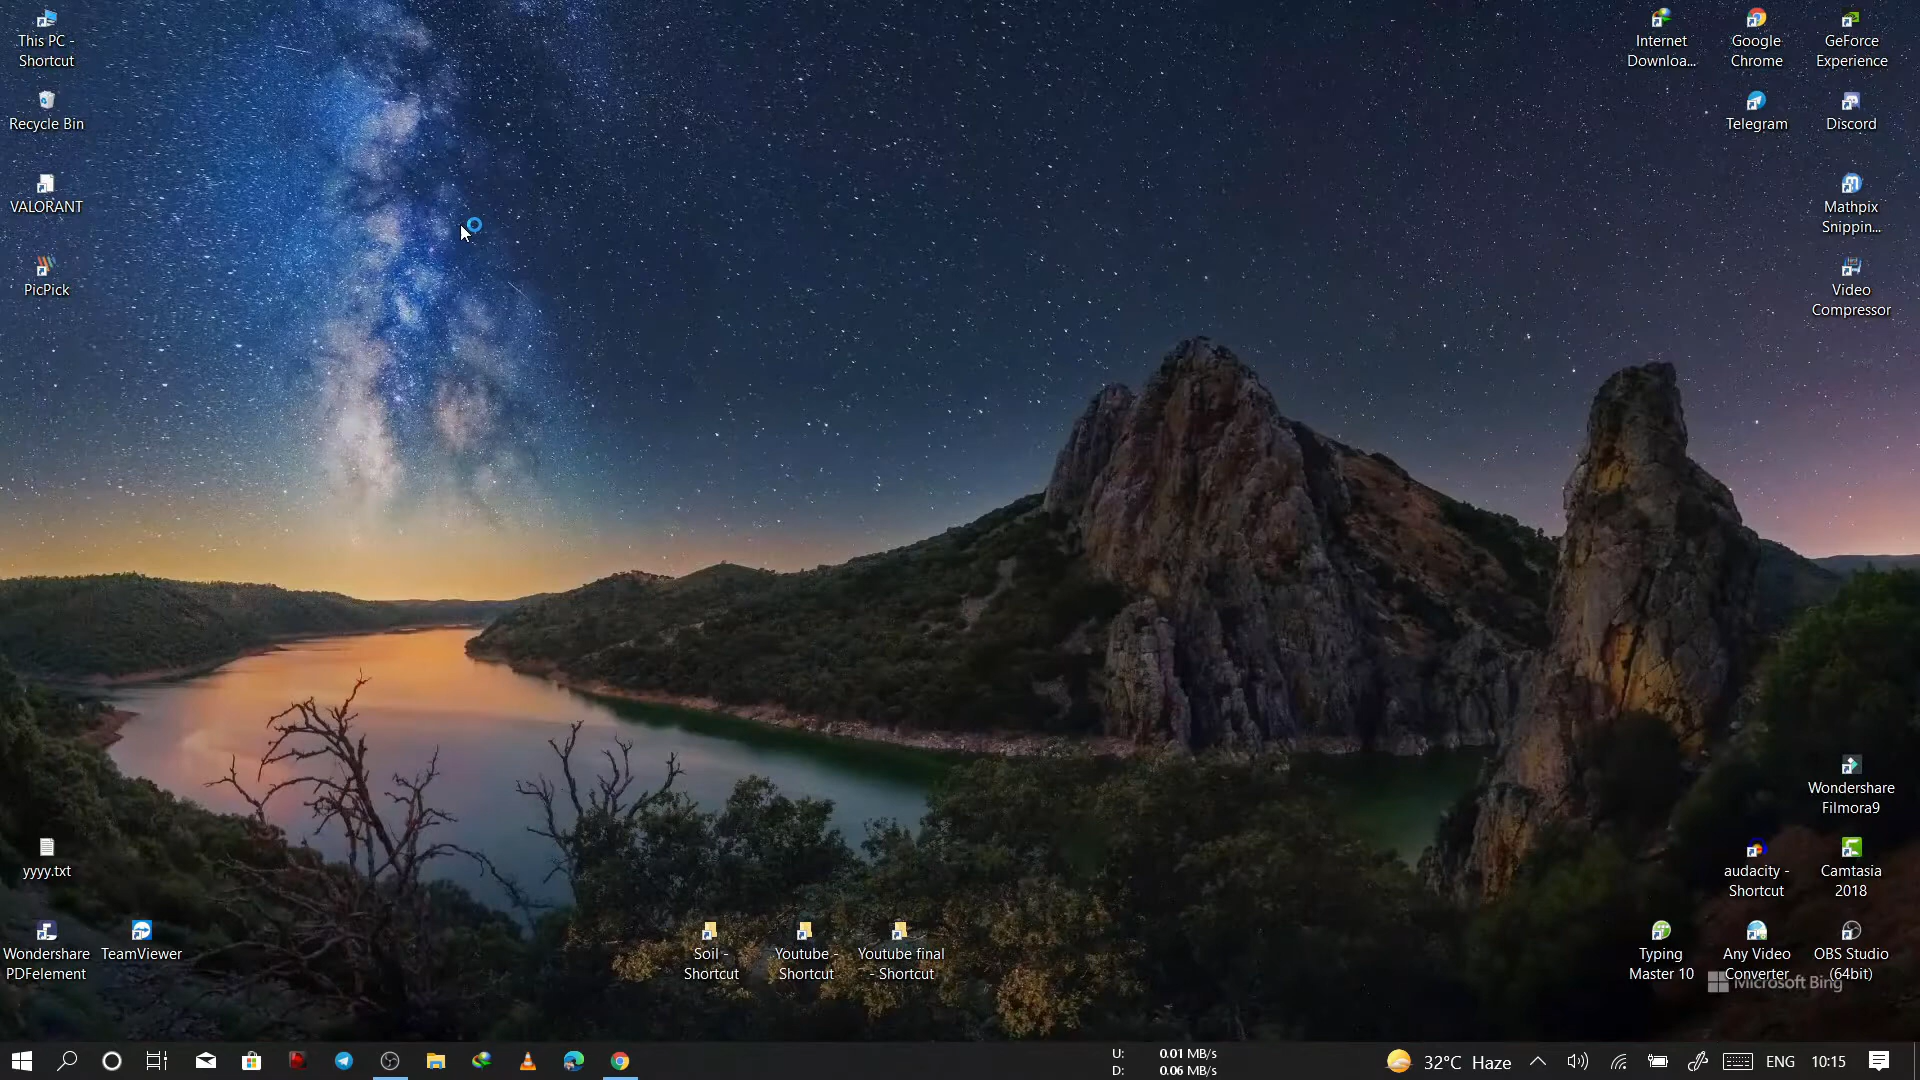 This PC -
Shortcut
Recycle Bin
VALORANT
PicPick
Internet
Downloa...
Google
Chrome
GeForce
Experience
Telegram
Discord
Mathpix
Snippin...
Video
Compressor
yyyy.txt
Wondershare
PDFelement
TeamViewer
Soil -
Shortcut
Youtube -
Shortcut
Youtube final
- Shortcut
Wondershare
Filmora9
audacity -
Shortcut
Camtasia
2018
Typing
Master 10
Any Video
Converter
OBS Studio
(64bit)
Microsoft Bing
U: 0.01 MB/s
D: 0.06 MB/s
32°C Haze
ENG
10:15